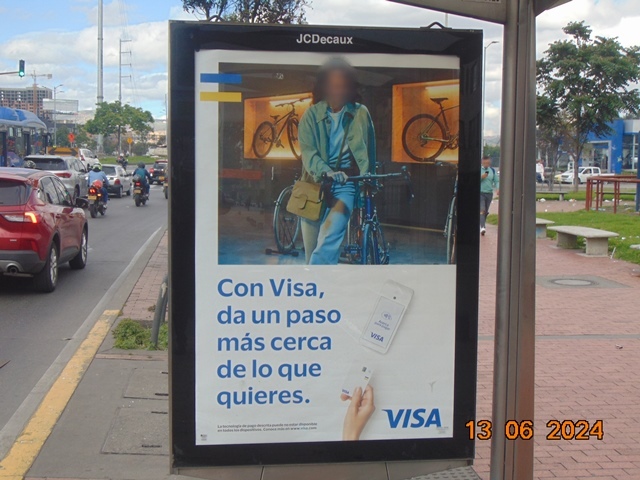 JCDecaux
Con Visa,
da un paso
más cerca
de lo que
quieres.
VISA
VISA
13 06 2024